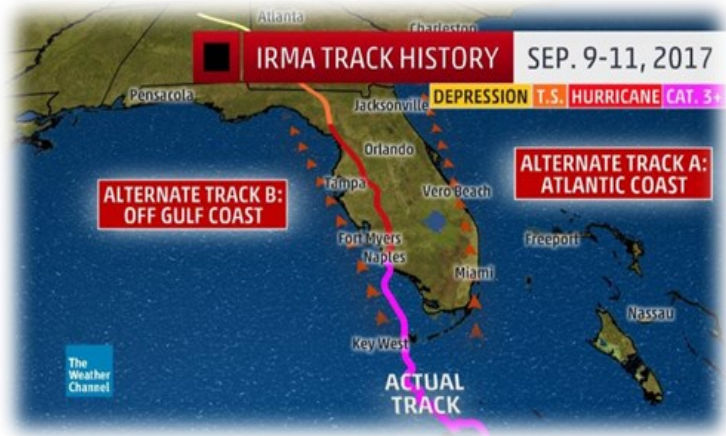 Atlanta
Charleston
IRMA TRACK HISTORY
SEP. 9-11, 2017
DEPRESSION T.S. HURRICANE CAT. 3+
Pensacola
Jacksonville
Orlando
ALTERNATE TRACK A:
ATLANTIC COAST
ALTERNATE TRACK B:
OFF GULF COAST
Tampa
Vero Beach
Fort Myers
Naples
Freeport
Miami
Nassau
Key West
The
Weather
Channel
ACTUAL
TRACK